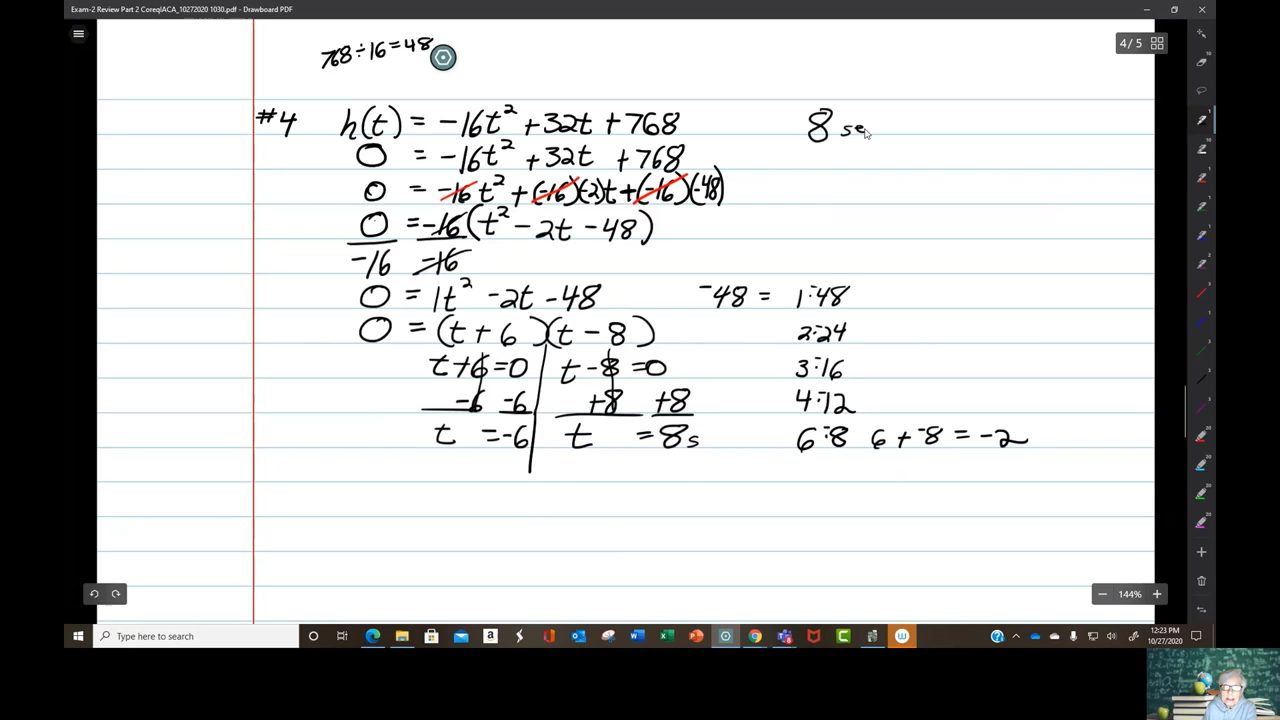 Exam-2 Review Part 2 CoreqIACA_10272020 1030.pdf - Drawboard PDF
4/5
768÷16=48
#4 h(t) = -16t² +32t +768
8 se
0 = -16t² +32t +768
0 = -16t² +(-16)(2)t+(-16)(-48)
0 = -16(t² - 2t - 48)
-16 -16
0 = 1t² -2t -48
-48 = 1·-48
0 = (t + 6)(t - 8)
2·-24
t+6=0 t-8=0
3·-16
-6 -6 +8 +8
4·-12
t =-6 t =8s
6·-8 6 + -8 = -2
144%
Type here to search
12:23 PM
10/27/2020